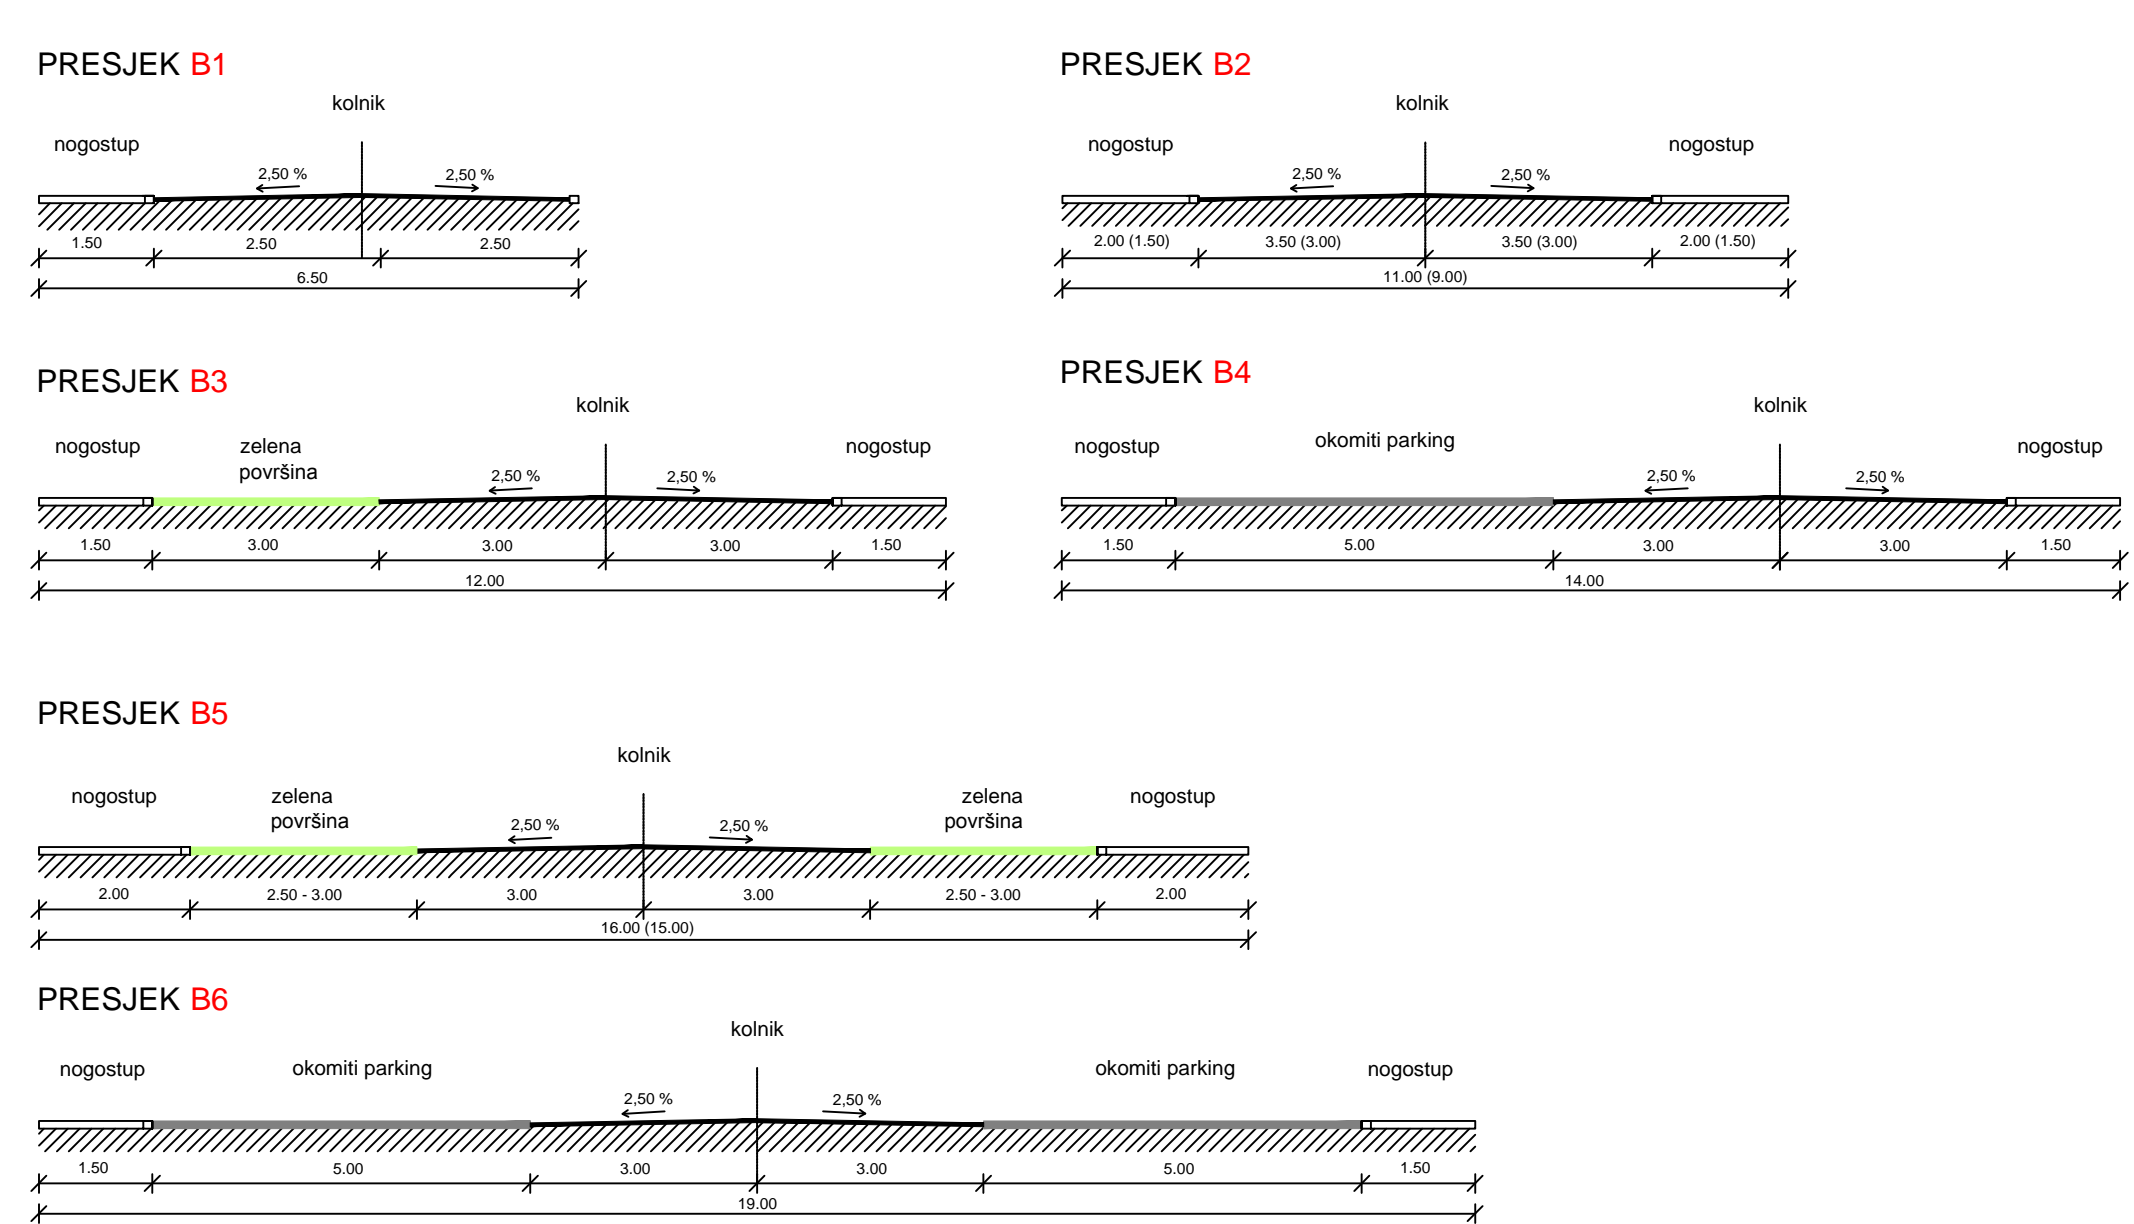 PRESJEK B1
kolnik
nogostup
2,50 %
2,50 %
1.50
2.50
2.50
6.50
PRESJEK B2
kolnik
nogostup
nogostup
2,50 %
2,50 %
2.00 (1.50)
3.50 (3.00)
3.50 (3.00)
2.00 (1.50)
11.00 (9.00)
PRESJEK B3
kolnik
nogostup
zelena
površina
nogostup
2,50 %
2,50 %
1.50
3.00
3.00
3.00
1.50
12.00
PRESJEK B4
kolnik
nogostup
okomiti parking
nogostup
2,50 %
2,50 %
1.50
5.00
3.00
3.00
1.50
14.00
PRESJEK B5
kolnik
nogostup
zelena
površina
zelena
površina
nogostup
2,50 %
2,50 %
2.00
2.50 - 3.00
3.00
3.00
2.50 - 3.00
2.00
16.00 (15.00)
PRESJEK B6
kolnik
nogostup
okomiti parking
okomiti parking
nogostup
2,50 %
2,50 %
1.50
5.00
3.00
3.00
5.00
1.50
19.00